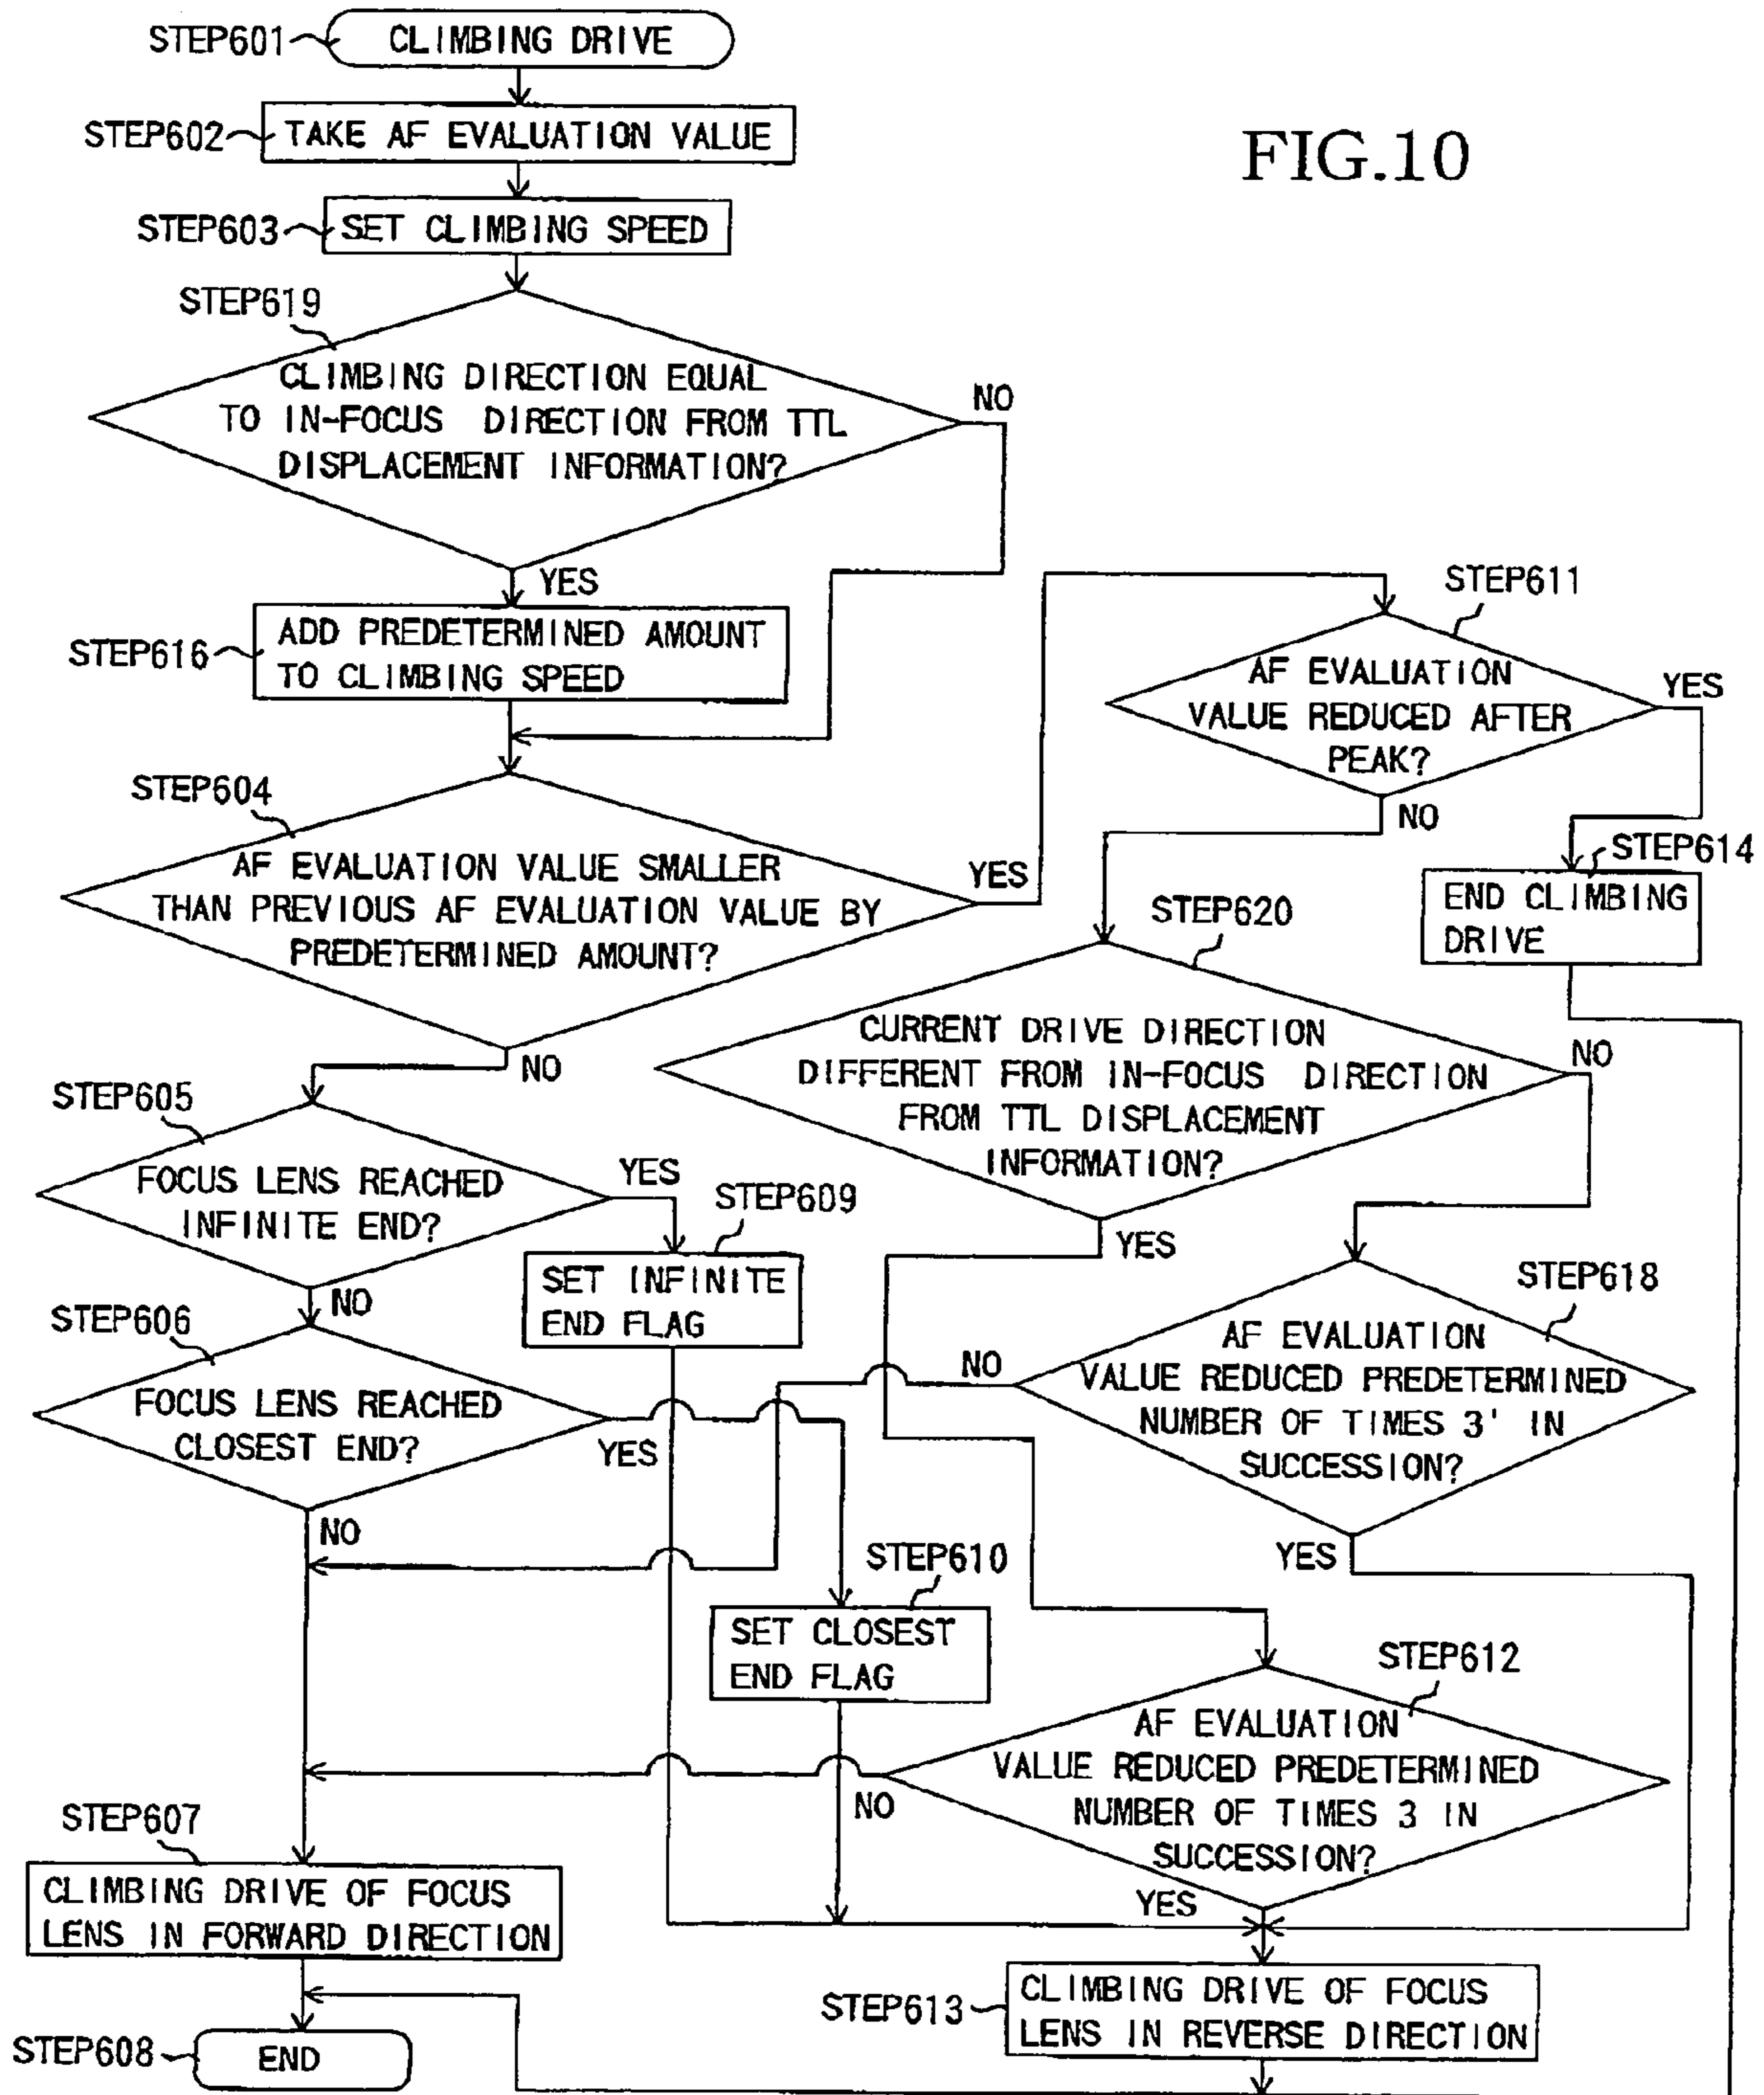 FIG.10
STEP601
CLIMBING DRIVE
STEP602
TAKE AF EVALUATION VALUE
STEP603
SET CLIMBING SPEED
STEP619
CLIMBING DIRECTION EQUAL
TO IN-FOCUS DIRECTION FROM TTL
DISPLACEMENT INFORMATION?
NO
YES
STEP616
ADD PREDETERMINED AMOUNT
TO CLIMBING SPEED
STEP604
AF EVALUATION VALUE SMALLER
THAN PREVIOUS AF EVALUATION VALUE BY
PREDETERMINED AMOUNT?
YES
NO
STEP611
AF EVALUATION
VALUE REDUCED AFTER
PEAK?
YES
NO
STEP614
END CLIMBING
DRIVE
STEP620
CURRENT DRIVE DIRECTION
DIFFERENT FROM IN-FOCUS DIRECTION
FROM TTL DISPLACEMENT
INFORMATION?
NO
YES
STEP605
FOCUS LENS REACHED
INFINITE END?
YES
NO
STEP609
SET INFINITE
END FLAG
STEP606
FOCUS LENS REACHED
CLOSEST END?
YES
NO
STEP618
AF EVALUATION
VALUE REDUCED PREDETERMINED
NUMBER OF TIMES 3' IN
SUCCESSION?
NO
YES
STEP610
SET CLOSEST
END FLAG
STEP612
AF EVALUATION
VALUE REDUCED PREDETERMINED
NUMBER OF TIMES 3 IN
SUCCESSION?
NO
YES
STEP607
CLIMBING DRIVE OF FOCUS
LENS IN FORWARD DIRECTION
STEP613
CLIMBING DRIVE OF FOCUS
LENS IN REVERSE DIRECTION
STEP608
END